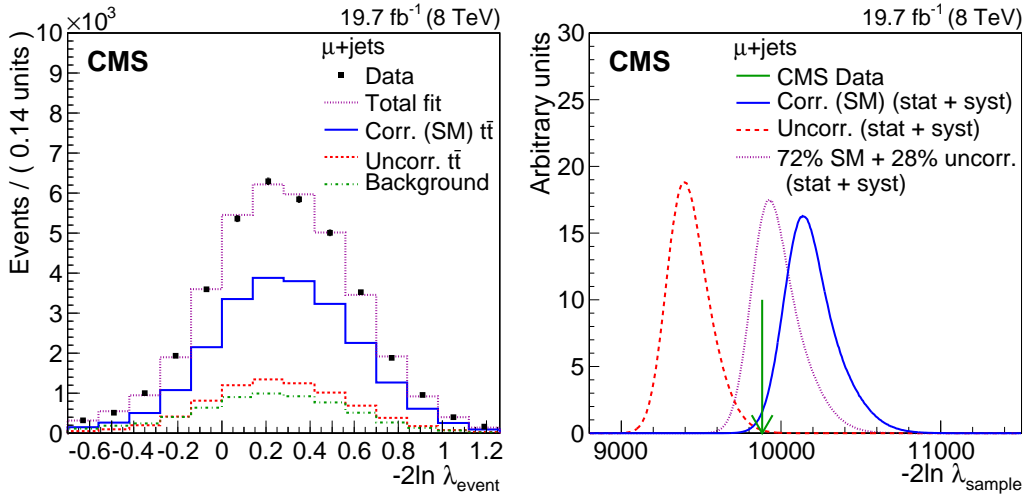 ×10³
19.7 fb⁻¹ (8 TeV)
10
9
8
7
6
5
4
3
2
1
0
Events / ( 0.14 units )
CMS
μ+jets
Data
Total fit
Corr. (SM) tt̄
Uncorr. tt̄
Background
-0.6 -0.4 -0.2 0 0.2 0.4 0.6 0.8 1 1.2
-2ln λevent
19.7 fb⁻¹ (8 TeV)
30
25
20
15
10
5
0
Arbitrary units
CMS
μ+jets
CMS Data
Corr. (SM) (stat + syst)
Uncorr. (stat + syst)
72% SM + 28% uncorr.
(stat + syst)
9000 10000 11000
-2ln λsample